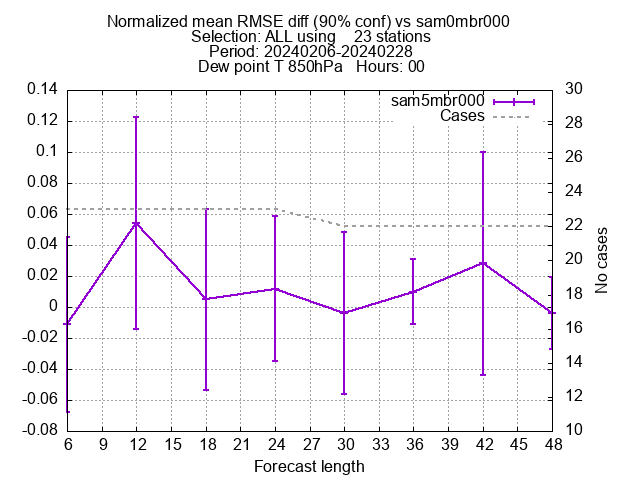 Normalized mean RMSE diff (90% conf) vs sam0mbr000
Selection: ALL using    23 stations
Period: 20240206-20240228
Dew point T 850hPa   Hours: 00
sam5mbr000
Cases
0.14
0.12
0.1
0.08
0.06
0.04
0.02
0
-0.02
-0.04
-0.06
-0.08
30
28
26
24
22
20
18
16
14
12
10
No cases
6 9 12 15 18 21 24 27 30 33 36 39 42 45 48
Forecast length